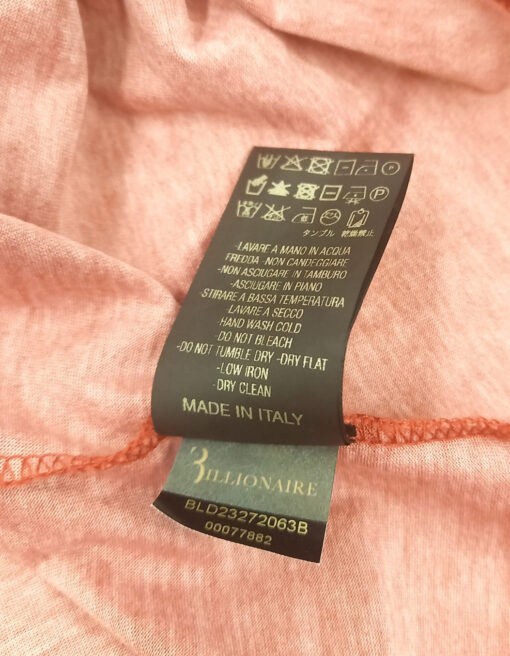 タンブル 乾燥禁止
-LAVARE A MANO IN ACQUA
FREDDA -NON CANDEGGIARE
-NON ASCIUGARE IN TAMBURO
-ASCIUGARE IN PIANO
-STIRARE A BASSA TEMPERATURA
LAVARE A SECCO
-HAND WASH COLD
-DO NOT BLEACH
-DO NOT TUMBLE DRY -DRY FLAT
-LOW IRON
-DRY CLEAN
MADE IN ITALY
BILLIONAIRE
BLD23272063B
00077882